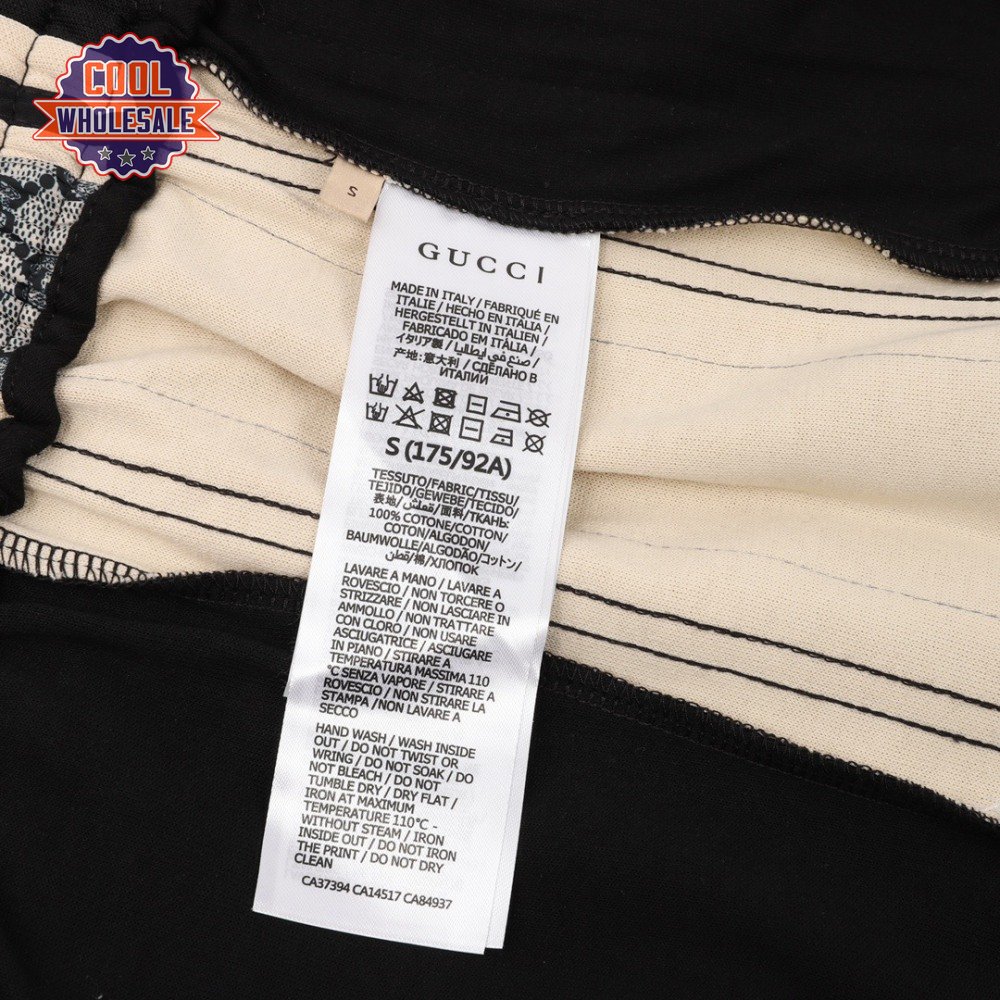 COOL
WHOLESALE
S
GUCCI
MADE IN ITALY / FABRIQUÉ EN
ITALIE / HECHO EN ITALIA /
HERGESTELLT IN ITALIEN /
FABRICADO EM ITÁLIA /
イタリア製 / صنع في ايطاليا /
产地: 意大利 / СДЕЛАНО В
ИТАЛИИ
S (175/92A)
TESSUTO/FABRIC/TISSU/
TEJIDO/GEWEBE/TECIDO/
表地/قماش/面料/ТКАНЬ:
100% COTONE/COTTON/
COTON/ALGODON/
BAUMWOLLE/ALGODÃO/コットン/
قطن/棉/ХЛОПОК
LAVARE A MANO / LAVARE A
ROVESCIO / NON TORCERE O
STRIZZARE / NON LASCIARE IN
AMMOLLO / NON TRATTARE
CON CLORO / NON USARE
ASCIUGATRICE / ASCIUGARE
IN PIANO / STIRARE A
TEMPERATURA MASSIMA 110
°C SENZA VAPORE / STIRARE A
ROVESCIO / NON STIRARE LA
STAMPA /NON LAVARE A
SECCO
HAND WASH / WASH INSIDE
OUT / DO NOT TWIST OR
WRING / DO NOT SOAK / DO
NOT BLEACH / DO NOT
TUMBLE DRY / DRY FLAT /
IRON AT MAXIMUM
TEMPERATURE 110°C -
WITHOUT STEAM / IRON
INSIDE OUT / DO NOT IRON
THE PRINT / DO NOT DRY
CLEAN
CA37394 CA14517 CA84937